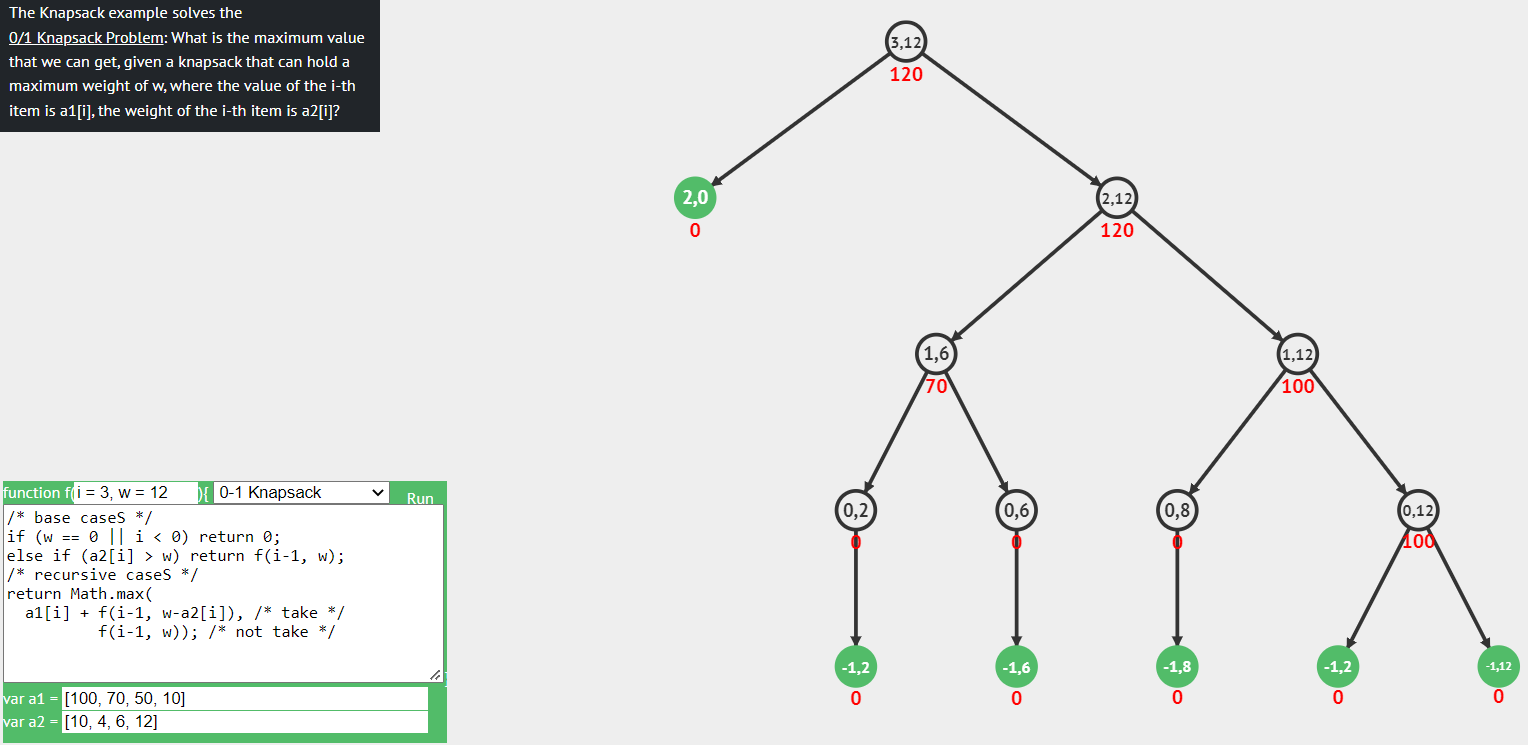 The Knapsack example solves the
0/1 Knapsack Problem: What is the maximum value
that we can get, given a knapsack that can hold a
maximum weight of w, where the value of the i-th
item is a1[i], the weight of the i-th item is a2[i]?
3,12
120
2,0
0
2,12
120
1,6
70
1,12
100
0,2
0
0,6
0
0,8
0
0,12
100
-1,2
0
-1,6
0
-1,8
0
-1,2
0
-1,12
0
function f(i = 3, w = 12 ){ 0-1 Knapsack Run
/* base caseS */
if (w == 0 || i < 0) return 0;
else if (a2[i] > w) return f(i-1, w);
/* recursive caseS */
return Math.max(
a1[i] + f(i-1, w-a2[i]), /* take */
f(i-1, w)); /* not take */
var a1 = [100, 70, 50, 10]
var a2 = [10, 4, 6, 12]